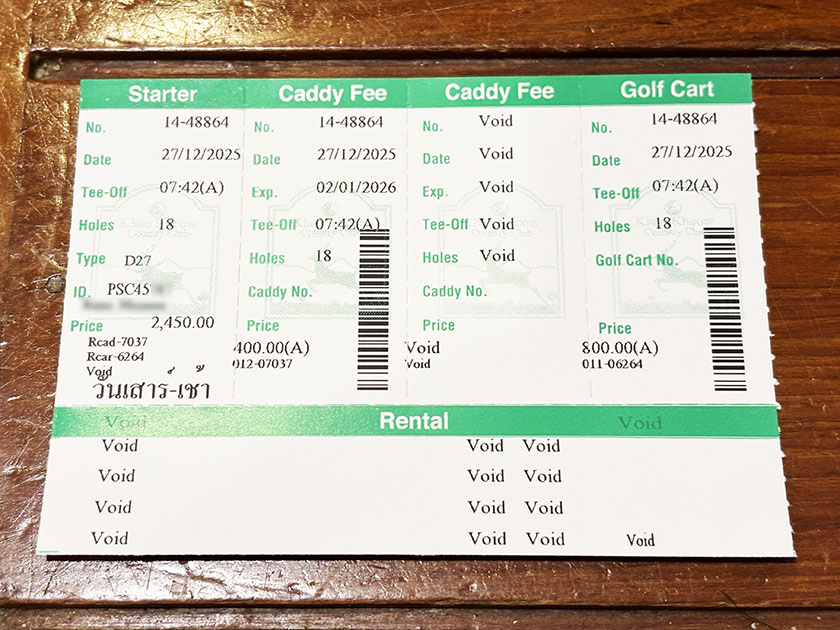 Starter
No. 14-48864
Date 27/12/2025
Tee-Off 07:42(A)
Holes 18
Type D27
ID. PSC45
Price 2,450.00
Rcad-7037
Rcar-6264
Void
วันเสาร์-เช้า
Caddy Fee
No. 14-48864
Date 27/12/2025
Exp. 02/01/2026
Tee-Off 07:42(A)
Holes 18
Caddy No.
Price
400.00(A)
012-07037
Caddy Fee
No. Void
Date Void
Exp. Void
Tee-Off Void
Holes Void
Caddy No.
Price
Void
Void
Golf Cart
No. 14-48864
Date 27/12/2025
Tee-Off 07:42(A)
Holes 18
Golf Cart No.
Price
800.00(A)
011-06264
Void Rental Void
Void Void Void
Void Void Void
Void Void Void
Void Void Void Void